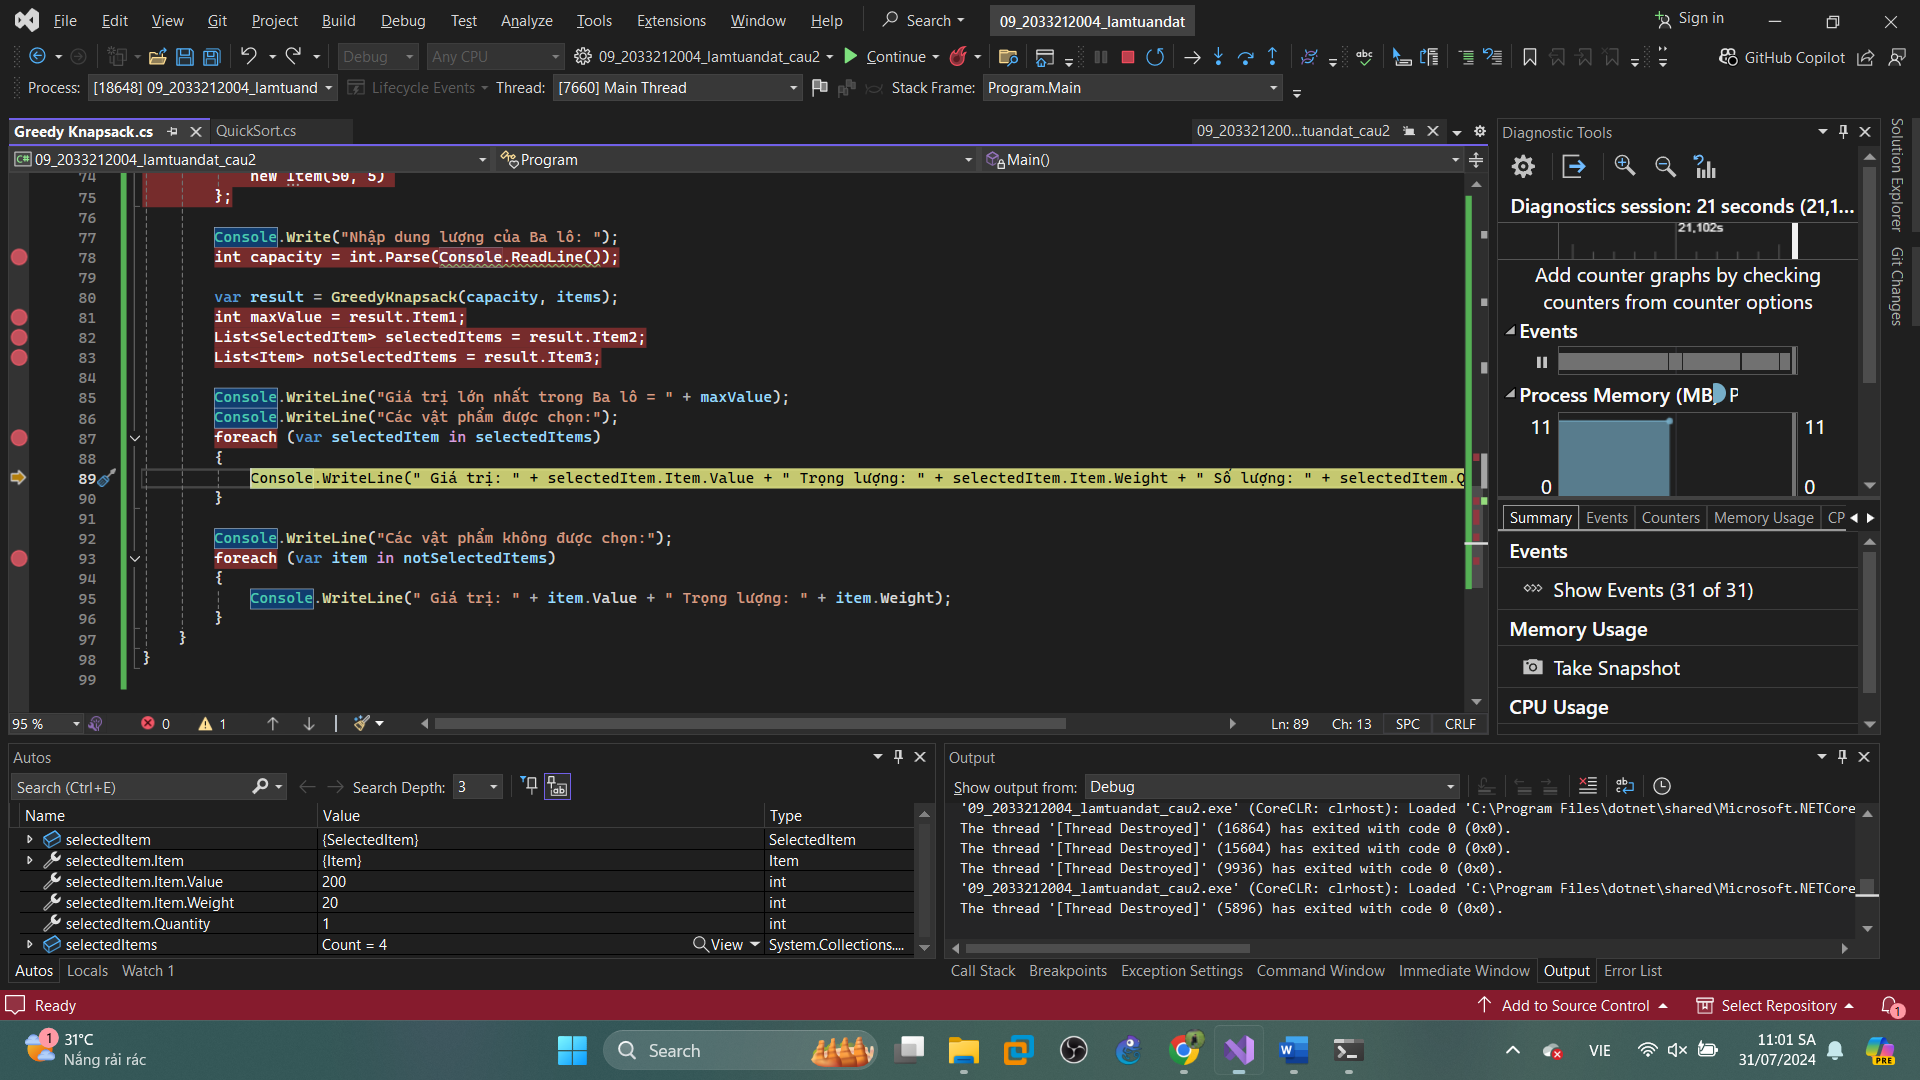 File Edit View Git Project Build Debug Test Analyze Tools Extensions Window Help Search 09_2033212004_lamtuandat Sign in
Debug Any CPU 09_2033212004_lamtuandat_cau2 Continue GitHub Copilot
Process: [18648] 09_2033212004_lamtuand Lifecycle Events Thread: [7660] Main Thread Stack Frame: Program.Main
Greedy Knapsack.cs QuickSort.cs 09_203321200...tuandat_cau2
09_2033212004_lamtuandat_cau2 Program Main()
74 new Item(50, 5)
75 };
76
77 Console.Write("Nhập dung lượng của Ba lô: ");
78 int capacity = int.Parse(Console.ReadLine());
79
80 var result = GreedyKnapsack(capacity, items);
81 int maxValue = result.Item1;
82 List<SelectedItem> selectedItems = result.Item2;
83 List<Item> notSelectedItems = result.Item3;
84
85 Console.WriteLine("Giá trị lớn nhất trong Ba lô = " + maxValue);
86 Console.WriteLine("Các vật phẩm được chọn:");
87 foreach (var selectedItem in selectedItems)
88 {
89 Console.WriteLine(" Giá trị: " + selectedItem.Item.Value + " Trọng lượng: " + selectedItem.Item.Weight + " Số lượng: " + selectedItem.Q
90 }
91
92 Console.WriteLine("Các vật phẩm không được chọn:");
93 foreach (var item in notSelectedItems)
94 {
95 Console.WriteLine(" Giá trị: " + item.Value + " Trọng lượng: " + item.Weight);
96 }
97 }
98 }
99
95 % 0 1 Ln: 89 Ch: 13 SPC CRLF
Diagnostic Tools
Diagnostics session: 21 seconds (21,1...
21,102s
Add counter graphs by checking
counters from counter options
Events
Process Memory (MB) P
11 11
0 0
Summary Events Counters Memory Usage CP
Events
Show Events (31 of 31)
Memory Usage
Take Snapshot
CPU Usage
Solution Explorer
Git Changes
Autos
Search (Ctrl+E) Search Depth: 3
Name Value Type
selectedItem {SelectedItem} SelectedItem
selectedItem.Item {Item} Item
selectedItem.Item.Value 200 int
selectedItem.Item.Weight 20 int
selectedItem.Quantity 1 int
selectedItems Count = 4 View System.Collections....
Autos Locals Watch 1
Output
Show output from: Debug
'09_2033212004_lamtuandat_cau2.exe' (CoreCLR: clrhost): Loaded 'C:\Program Files\dotnet\shared\Microsoft.NETCore
The thread '[Thread Destroyed]' (16864) has exited with code 0 (0x0).
The thread '[Thread Destroyed]' (15604) has exited with code 0 (0x0).
The thread '[Thread Destroyed]' (9936) has exited with code 0 (0x0).
'09_2033212004_lamtuandat_cau2.exe' (CoreCLR: clrhost): Loaded 'C:\Program Files\dotnet\shared\Microsoft.NETCore
The thread '[Thread Destroyed]' (5896) has exited with code 0 (0x0).
Call Stack Breakpoints Exception Settings Command Window Immediate Window Output Error List
Ready Add to Source Control Select Repository 1
1 31°C
Nắng rải rác
Search
VIE
11:01 SA
31/07/2024
PRE